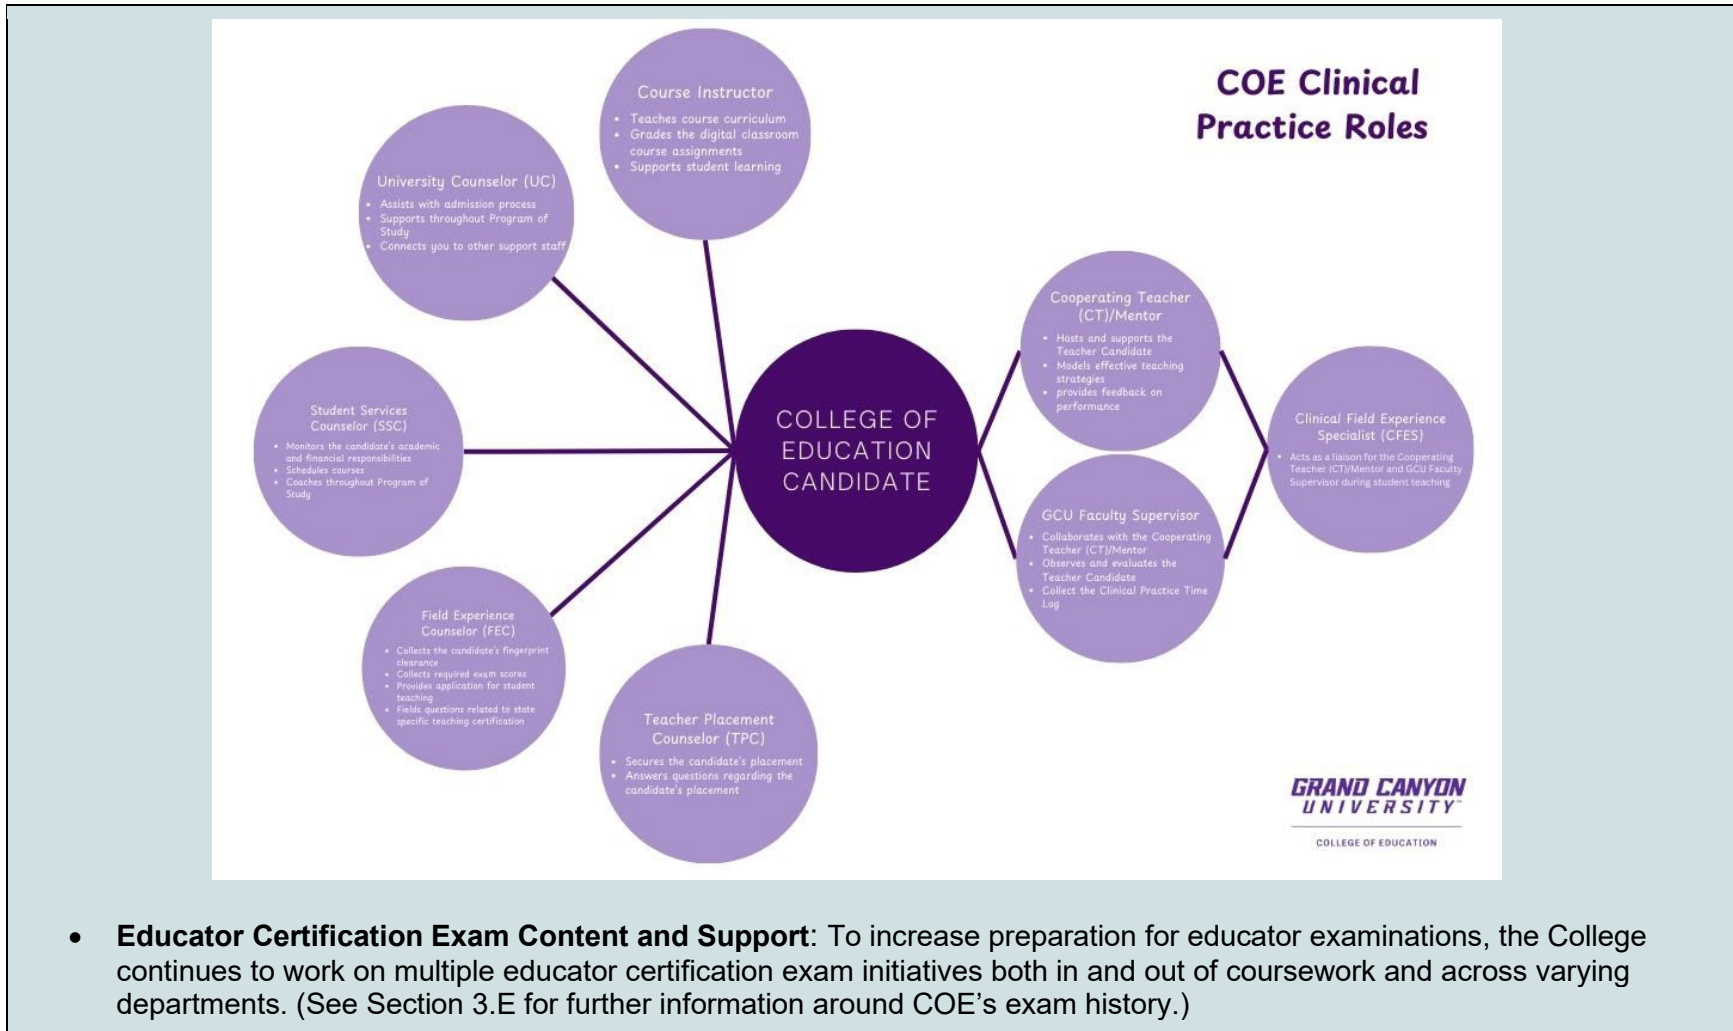 COE Clinical
Practice Roles
Course Instructor
• Teaches course curriculum
• Grades the digital classroom
course assignments
• Supports student learning
University Counselor (UC)
• Assists with admission process
• Supports throughout Program of
Study
• Connects you to other support staff
Student Services
Counselor (SSC)
• Monitors the candidate's academic
and financial responsibilities
• Schedules courses
• Coaches throughout Program of
Study
Field Experience
Counselor (FEC)
• Collects the candidate's fingerprint
clearance
• Collects required exam scores
• Provides application for student
teaching
• Fields questions related to state
specific teaching certification
Teacher Placement
Counselor (TPC)
• Secures the candidate's placement
• Answers questions regarding the
candidate's placement
COLLEGE OF
EDUCATION
CANDIDATE
Cooperating Teacher
(CT)/Mentor
• Hosts and supports the
Teacher Candidate
• Models effective teaching
strategies
• provides feedback on
performance
GCU Faculty Supervisor
• Collaborates with the Cooperating
Teacher (CT)/Mentor
• Observes and evaluates the
Teacher Candidate
• Collect the Clinical Practice Time
Log
Clinical Field Experience
Specialist (CFES)
• Acts as a liaison for the Cooperating
Teacher (CT)/Mentor and GCU Faculty
Supervisor during student teaching
GRAND CANYON
UNIVERSITY™
COLLEGE OF EDUCATION
• Educator Certification Exam Content and Support: To increase preparation for educator examinations, the College
continues to work on multiple educator certification exam initiatives both in and out of coursework and across varying
departments. (See Section 3.E for further information around COE's exam history.)